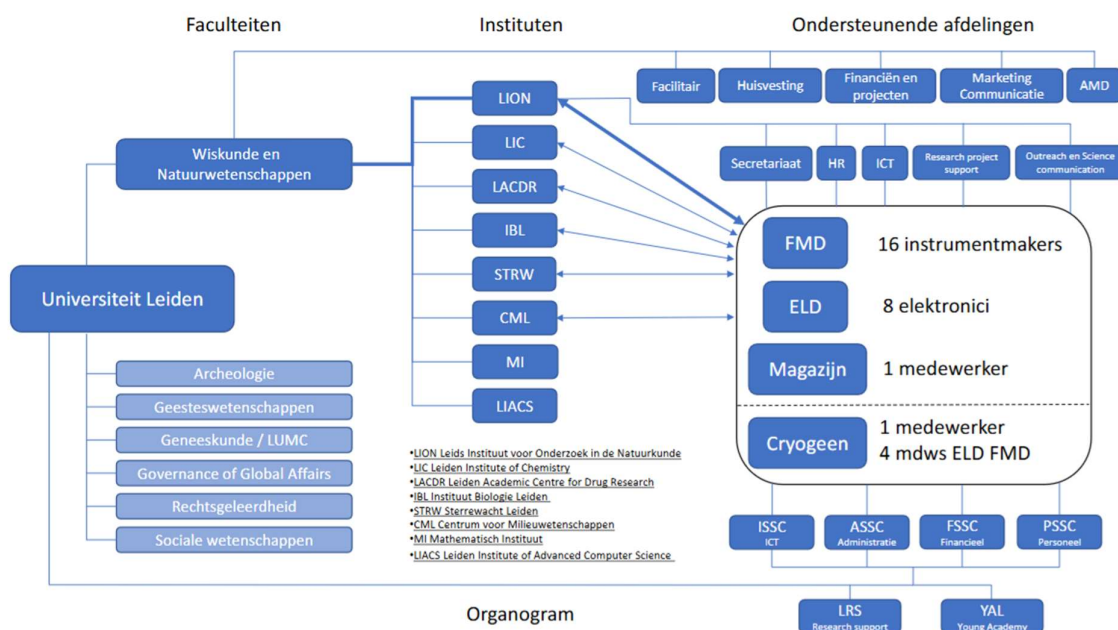 Faculteiten
Instituten
Ondersteunende afdelingen
Facilitair
Huisvesting
Financiën en
projecten
Marketing
Communicatie
AMD
LION
Wiskunde en
Natuurwetenschappen
LIC
LACDR
IBL
STRW
CML
MI
LIACS
Secretariaat
HR
ICT
Research project
support
Outreach en Science
communication
FMD
16 instrumentmakers
ELD
8 elektronici
Magazijn
1 medewerker
Cryogeen
1 medewerker
4 mdws ELD FMD
Universiteit Leiden
Archeologie
Geesteswetenschappen
Geneeskunde / LUMC
Governance of Global Affairs
Rechtsgeleerdheid
Sociale wetenschappen
•LION Leids Instituut voor Onderzoek in de Natuurkunde
•LIC Leiden Institute of Chemistry
•LACDR Leiden Academic Centre for Drug Research
•IBL Instituut Biologie Leiden
•STRW Sterrewacht Leiden
•CML Centrum voor Milieuwetenschappen
•MI Mathematisch Instituut
•LIACS Leiden Institute of Advanced Computer Science
ISSC
ICT
ASSC
Administratie
FSSC
Financieel
PSSC
Personeel
LRS
Research support
YAL
Young Academy
Organogram